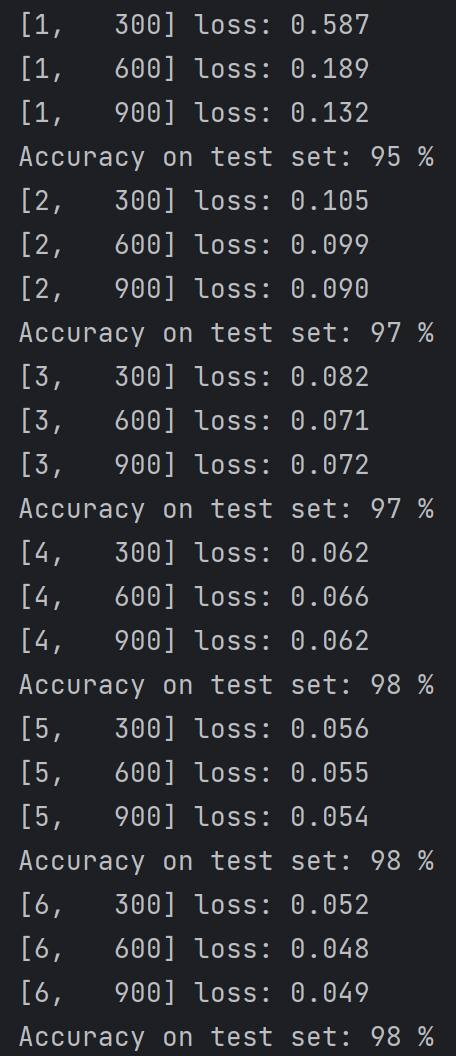 [1,   300] loss: 0.587
[1,   600] loss: 0.189
[1,   900] loss: 0.132
Accuracy on test set: 95 %
[2,   300] loss: 0.105
[2,   600] loss: 0.099
[2,   900] loss: 0.090
Accuracy on test set: 97 %
[3,   300] loss: 0.082
[3,   600] loss: 0.071
[3,   900] loss: 0.072
Accuracy on test set: 97 %
[4,   300] loss: 0.062
[4,   600] loss: 0.066
[4,   900] loss: 0.062
Accuracy on test set: 98 %
[5,   300] loss: 0.056
[5,   600] loss: 0.055
[5,   900] loss: 0.054
Accuracy on test set: 98 %
[6,   300] loss: 0.052
[6,   600] loss: 0.048
[6,   900] loss: 0.049
Accuracy on test set: 98 %